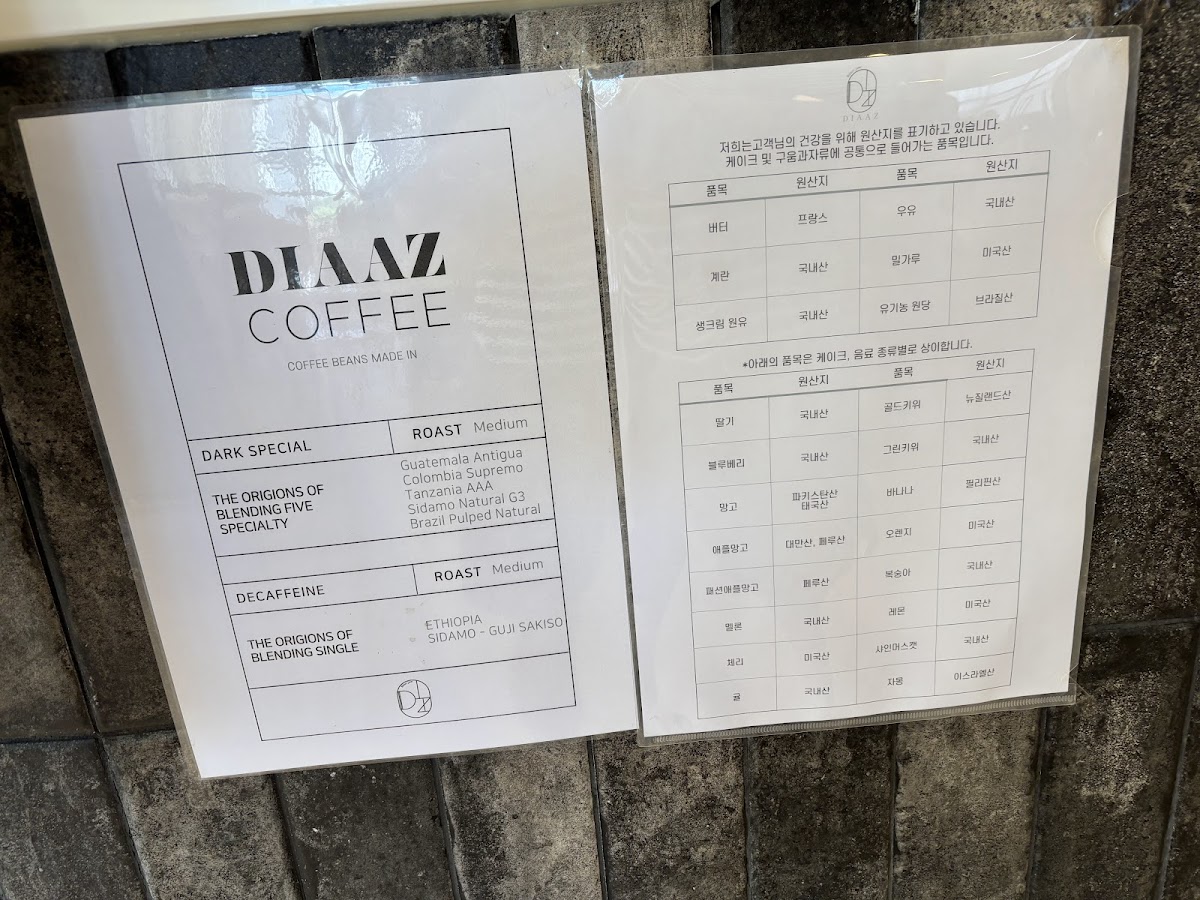 DIAAZ
COFFEE
COFFEE BEANS MADE IN
DARK SPECIAL
ROAST Medium
THE ORIGIONS OF
BLENDING FIVE
SPECIALTY
Guatemala Antigua
Colombia Supremo
Tanzania AAA
Sidamo Natural G3
Brazil Pulped Natural
DECAFFEINE
ROAST Medium
THE ORIGIONS OF
BLENDING SINGLE
ETHIOPIA
SIDAMO - GUJI SAKISO
DZ
DZ
DIAAZ
저희는고객님의 건강을 위해 원산지를 표기하고 있습니다.
케이크 및 구움과자류에 공통으로 들어가는 품목입니다.
품목 원산지 품목 원산지
버터 프랑스 우유 국내산
계란 국내산 밀가루 미국산
생크림 원유 국내산 유기농 원당 브라질산
*아래의 품목은 케이크, 음료 종류별로 상이합니다.
품목 원산지 품목 원산지
딸기 국내산 골드키위 뉴질랜드산
블루베리 국내산 그린키위 국내산
망고 파키스탄산 태국산 바나나 필리핀산
애플망고 대만산, 페루산 오렌지 미국산
패션애플망고 페루산 복숭아 국내산
멜론 국내산 레몬 미국산
체리 미국산 샤인머스캣 국내산
귤 국내산 자몽 이스라엘산